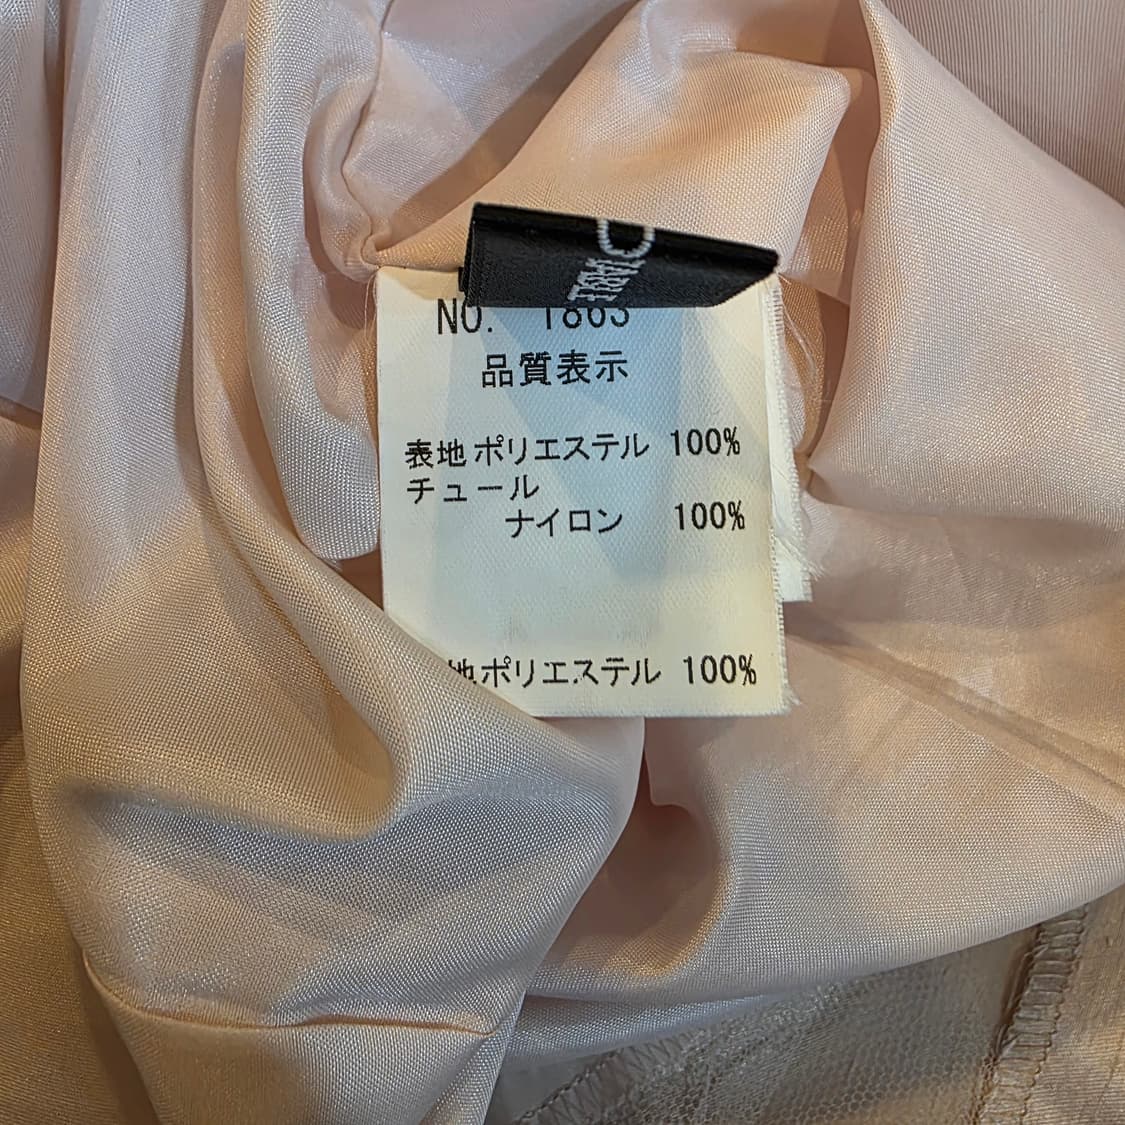 NO. 1863
品質表示
表地ポリエステル 100%
チュール
ナイロン 100%
地ポリエステル 100%